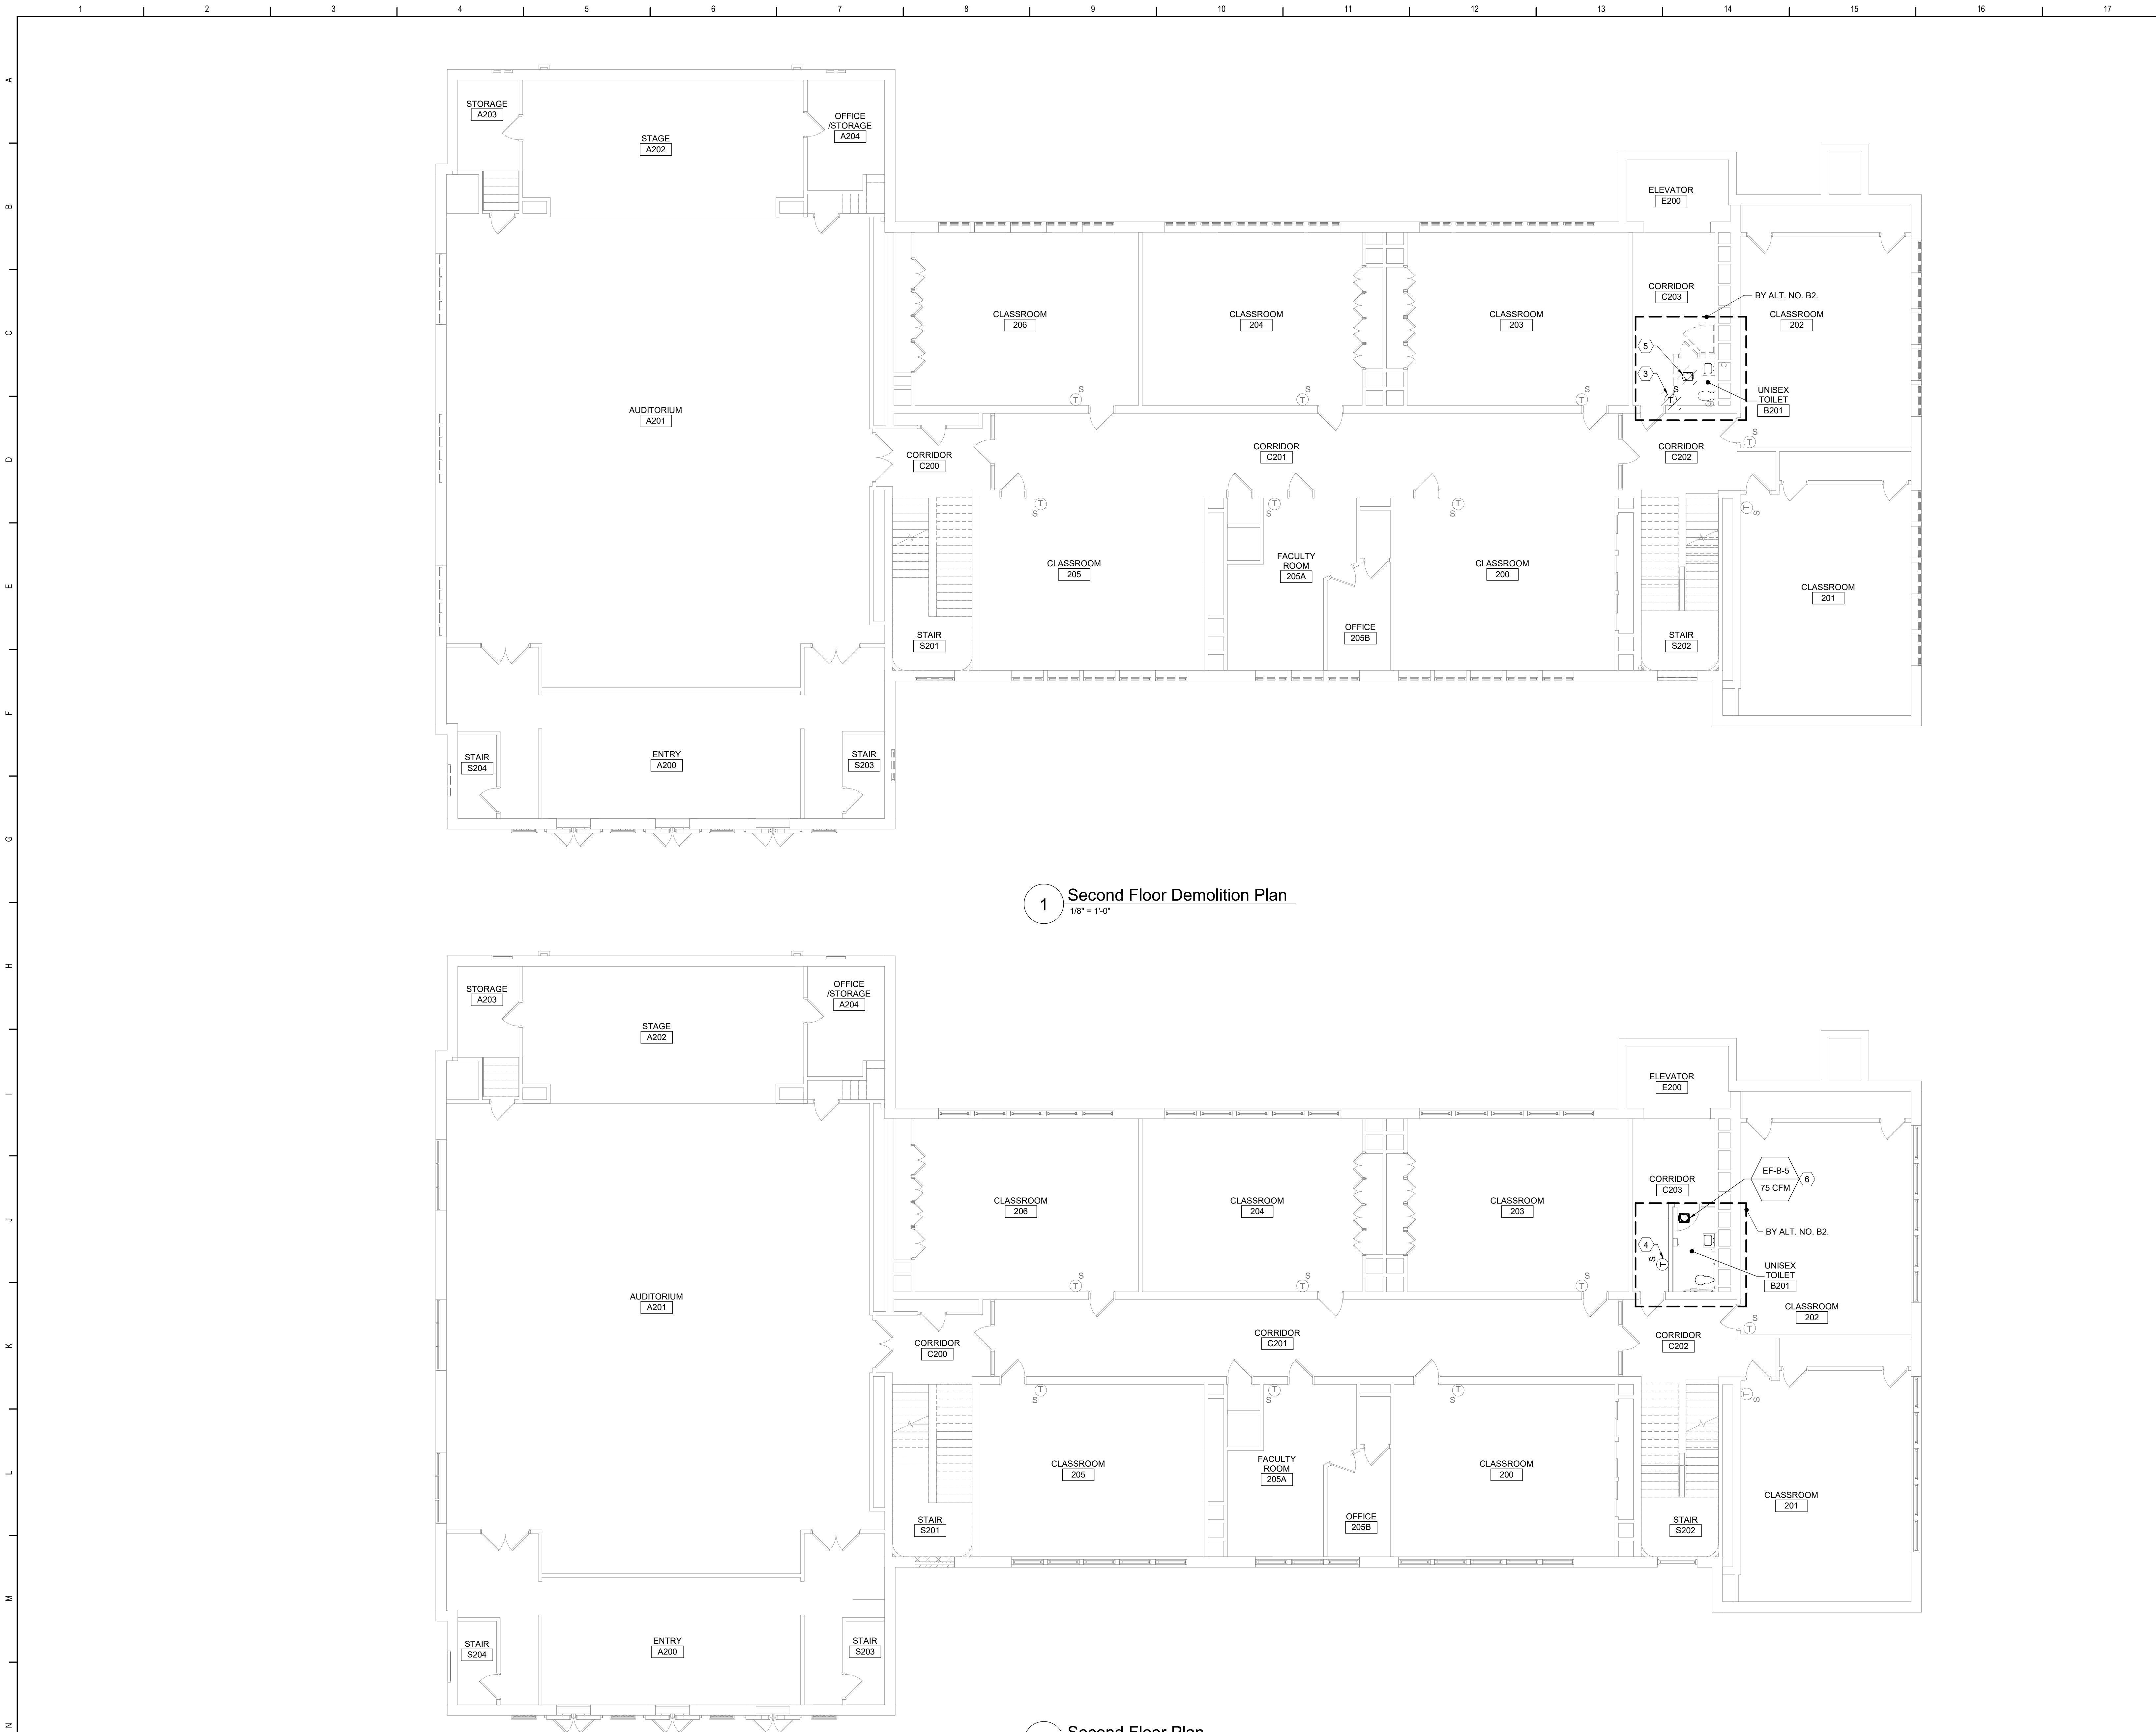 1 2 3 4 5 6 7 8 9 10 11 12 13 14 15 16 17
A
B
C
D
E
F
G
H
I
J
K
L
M
N
STORAGE
A203
STAGE
A202
OFFICE
/STORAGE
A204
ELEVATOR
E200
CORRIDOR
C203
BY ALT. NO. B2.
CLASSROOM
206
CLASSROOM
204
CLASSROOM
203
CLASSROOM
202
5
3
S
T
UNISEX
TOILET
B201
S
T
S
T
S
T
S
T
AUDITORIUM
A201
CORRIDOR
C200
CORRIDOR
C201
CORRIDOR
C202
T
S
T
S
T
S
T
S
CLASSROOM
205
FACULTY
ROOM
205A
CLASSROOM
200
CLASSROOM
201
STAIR
S201
OFFICE
205B
STAIR
S202
STAIR
S204
ENTRY
A200
STAIR
S203
1
Second Floor Demolition Plan
1/8" = 1'-0"
STORAGE
A203
STAGE
A202
OFFICE
/STORAGE
A204
ELEVATOR
E200
EF-B-5
75 CFM
6
CORRIDOR
C203
CLASSROOM
206
CLASSROOM
204
CLASSROOM
203
BY ALT. NO. B2.
4
S
T
UNISEX
TOILET
B201
S
T
S
T
S
T
S
T
AUDITORIUM
A201
CLASSROOM
202
CORRIDOR
C200
CORRIDOR
C201
CORRIDOR
C202
T
S
T
S
T
S
T
S
CLASSROOM
205
FACULTY
ROOM
205A
CLASSROOM
200
CLASSROOM
201
STAIR
S201
OFFICE
205B
STAIR
S202
STAIR
S204
ENTRY
A200
STAIR
S203
Second Floor Plan